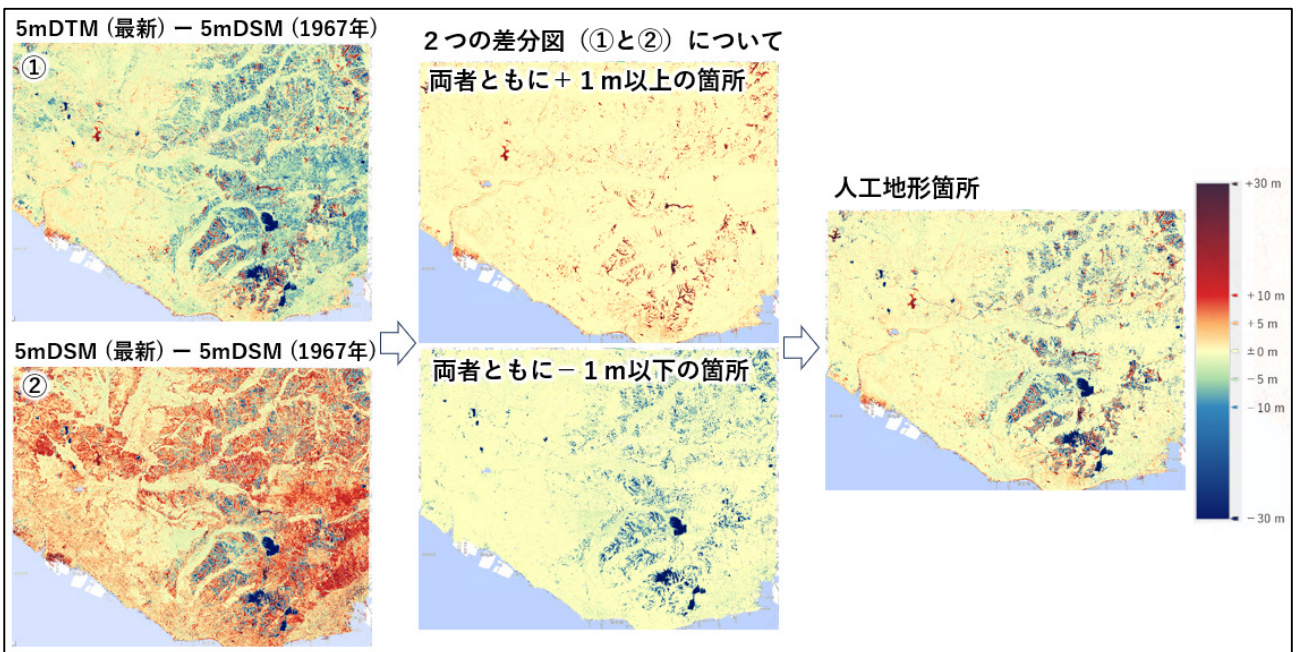 5mDTM (最新) － 5mDSM (1967年)
①
5mDSM (最新) － 5mDSM (1967年)
②
２つの差分図（①と②）について
両者ともに＋１ｍ以上の箇所
両者ともに－１ｍ以下の箇所
人工地形箇所
+30 m
+10 m
+5 m
±0 m
−5 m
−10 m
−30 m